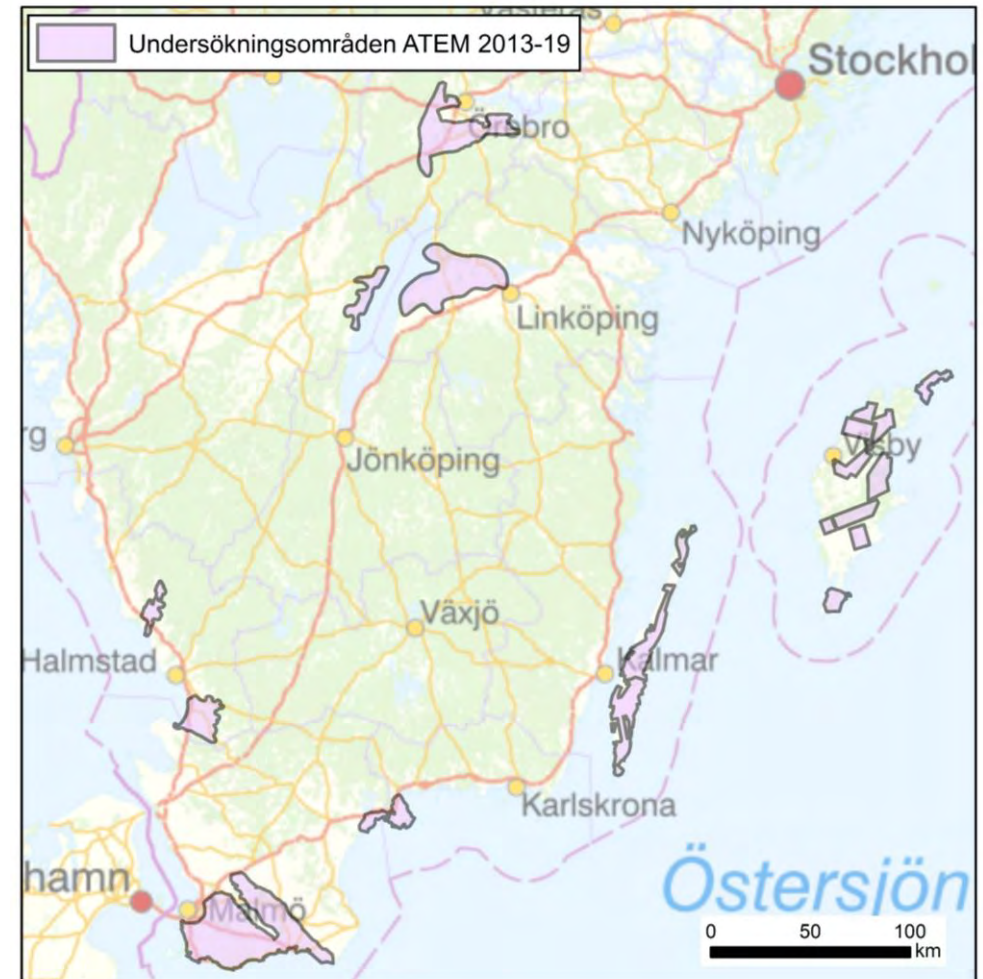 Västerås
Undersökningsområden ATEM 2013-19
Stockhol
Örebro
Nyköping
Linköping
rg
Visby
Jönköping
Växjö
Halmstad
Kalmar
Karlskrona
hamn
Malmö
Östersjön
0 50 100
km